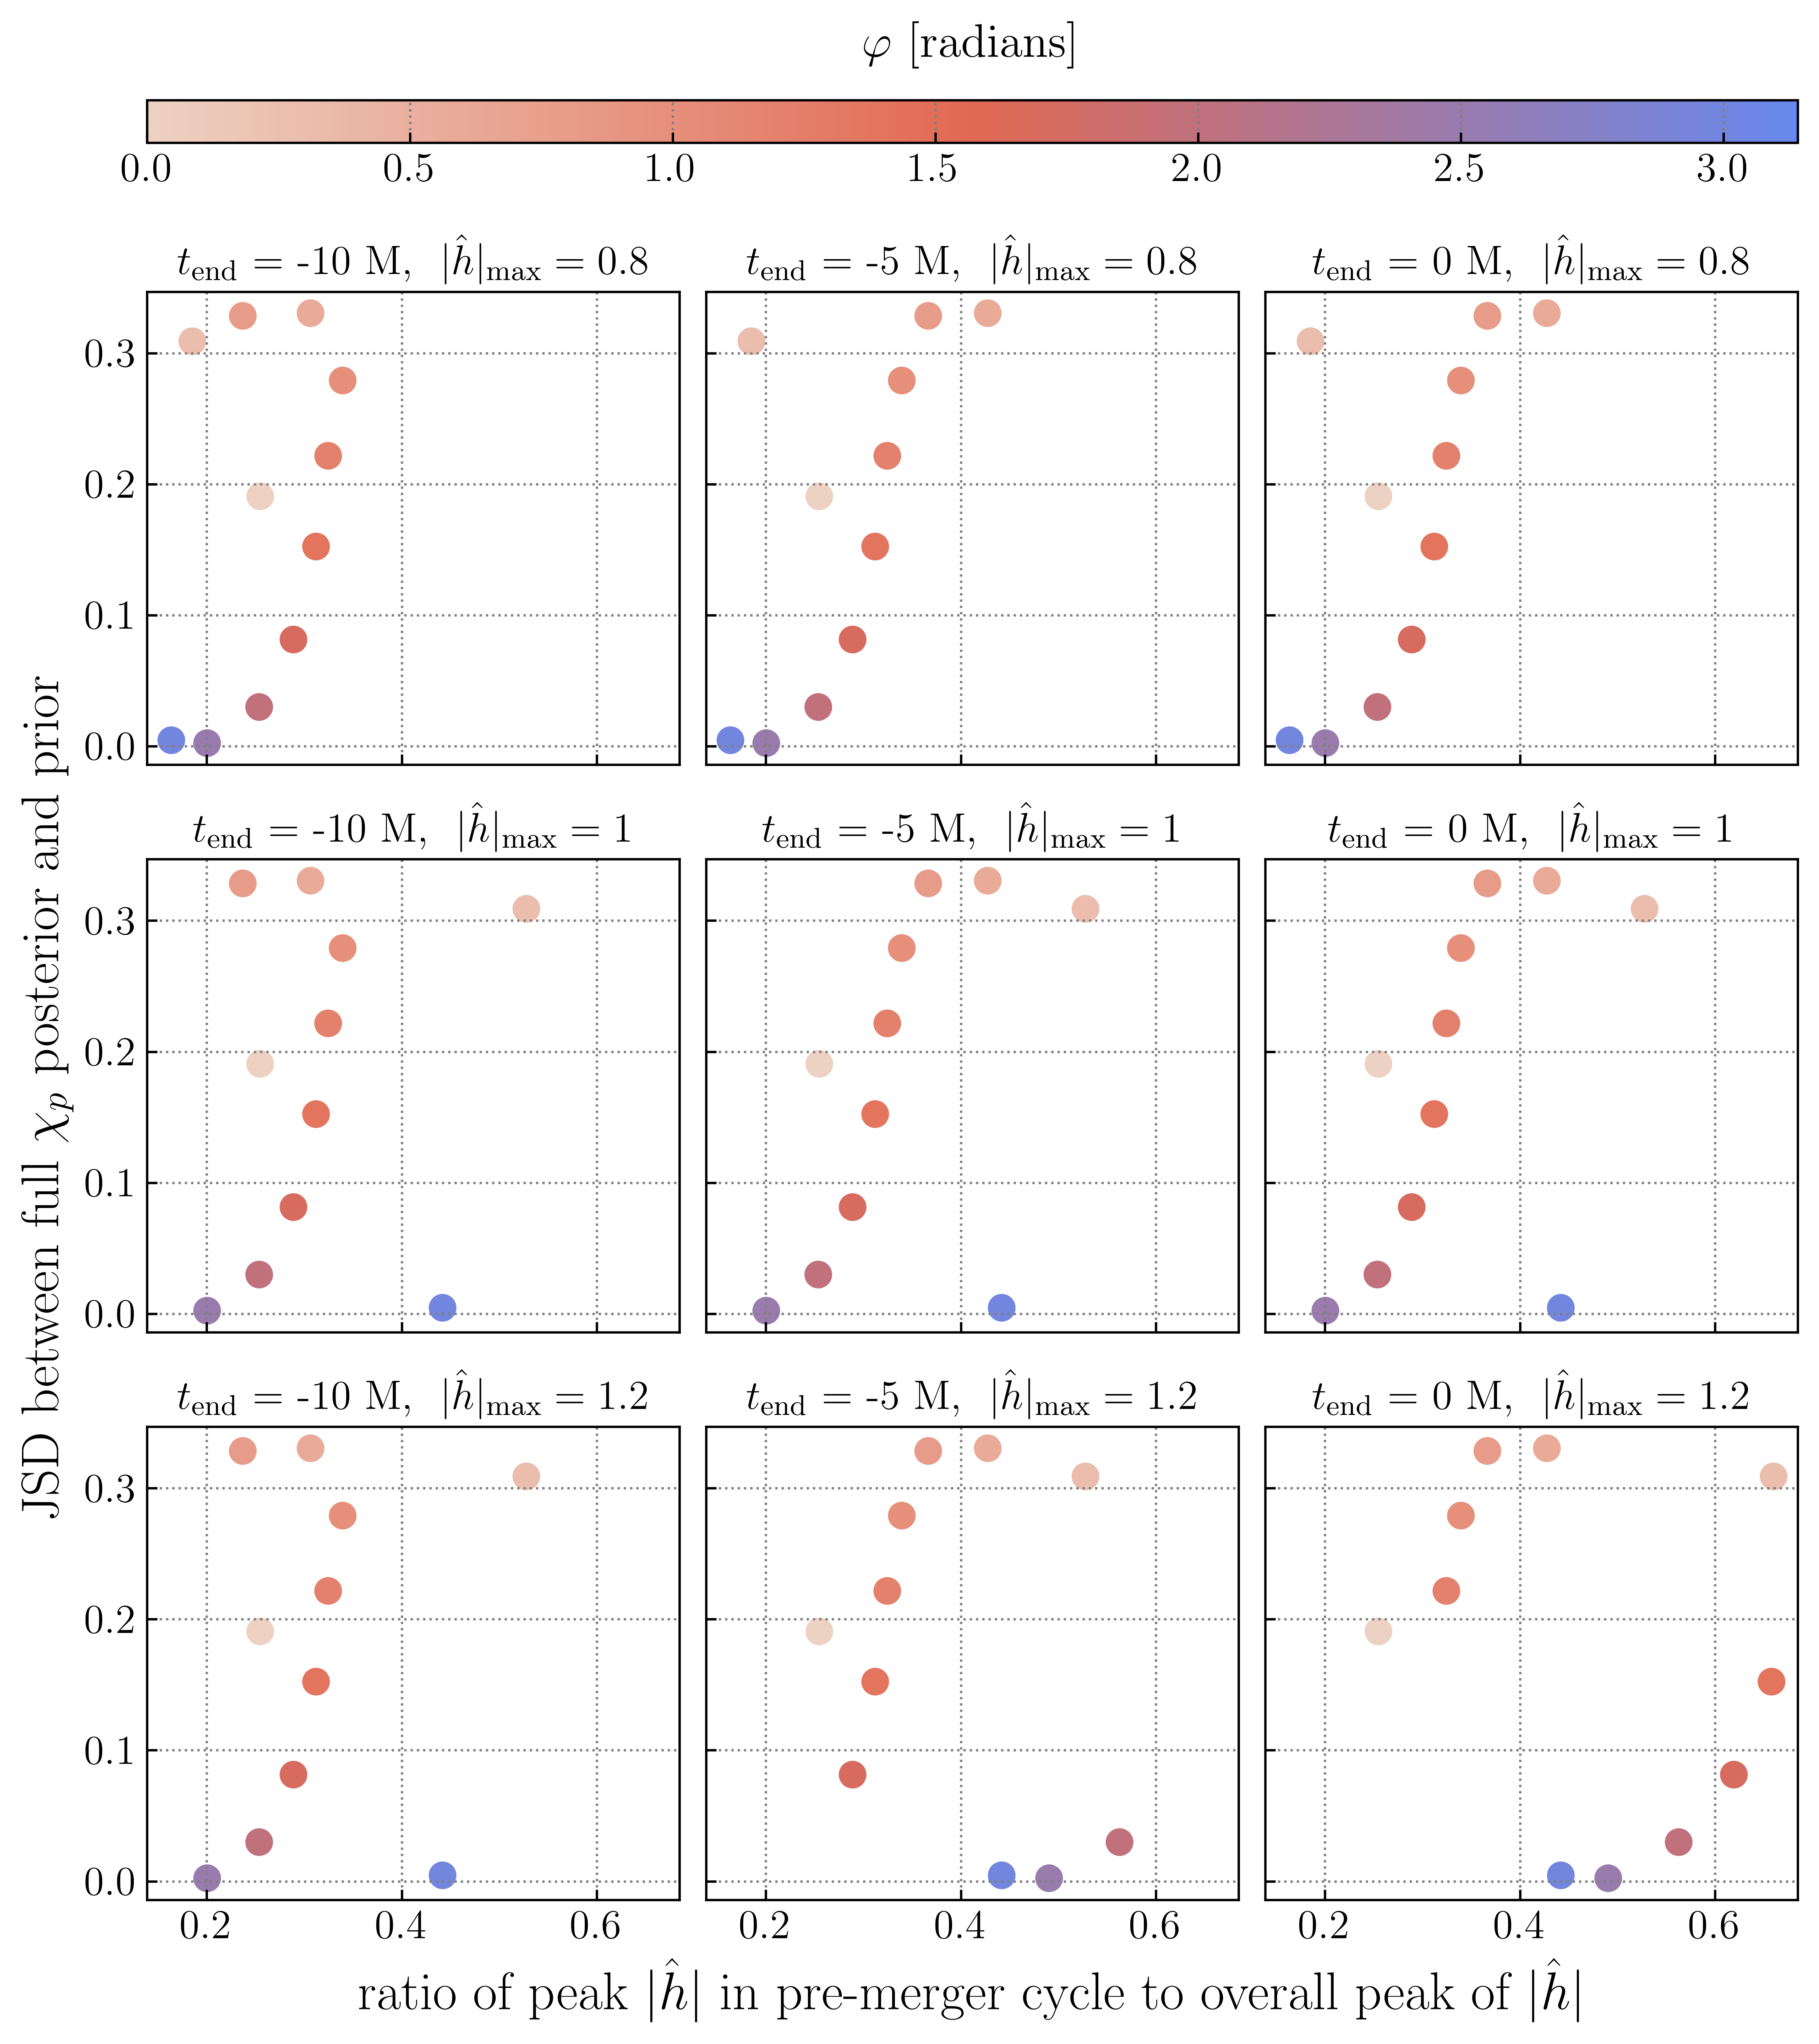 φ [radians]
0.0 0.5 1.0 1.5 2.0 2.5 3.0
t_end = -10 M, |ĥ|_max = 0.8
t_end = -5 M, |ĥ|_max = 0.8
t_end = 0 M, |ĥ|_max = 0.8
0.3
0.2
0.1
0.0
t_end = -10 M, |ĥ|_max = 1
t_end = -5 M, |ĥ|_max = 1
t_end = 0 M, |ĥ|_max = 1
0.3
0.2
0.1
0.0
t_end = -10 M, |ĥ|_max = 1.2
t_end = -5 M, |ĥ|_max = 1.2
t_end = 0 M, |ĥ|_max = 1.2
0.3
0.2
0.1
0.0
0.2 0.4 0.6
0.2 0.4 0.6
0.2 0.4 0.6
JSD between full χ_p posterior and prior
ratio of peak |ĥ| in pre-merger cycle to overall peak of |ĥ|